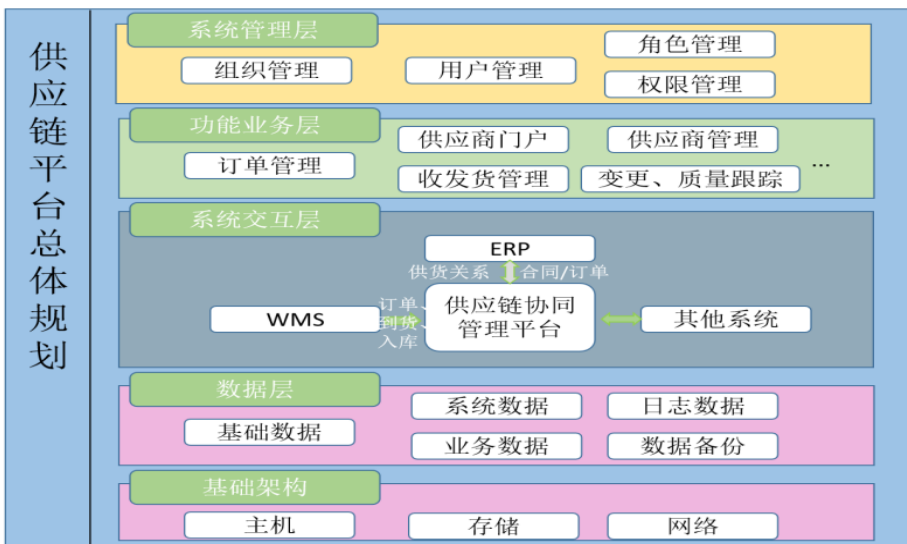 供应链平台总体规划
系统管理层
组织管理
用户管理
角色管理
权限管理
功能业务层
订单管理
供应商门户
供应商管理
收发货管理
变更、质量跟踪
...
系统交互层
ERP
供货关系
合同/订单
WMS
订单、
到货、
入库
供应链协同
管理平台
其他系统
数据层
基础数据
系统数据
日志数据
业务数据
数据备份
基础架构
主机
存储
网络